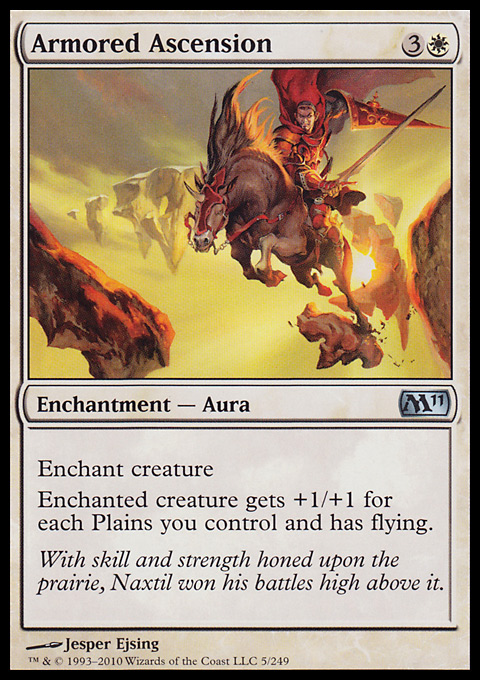 Armored Ascension 3
Enchantment — Aura
M11
Enchant creature
Enchanted creature gets +1/+1 for
each Plains you control and has flying.
With skill and strength honed upon the
prairie, Naxtil won his battles high above it.
Jesper Ejsing
™ & © 1993–2010 Wizards of the Coast LLC 5/249